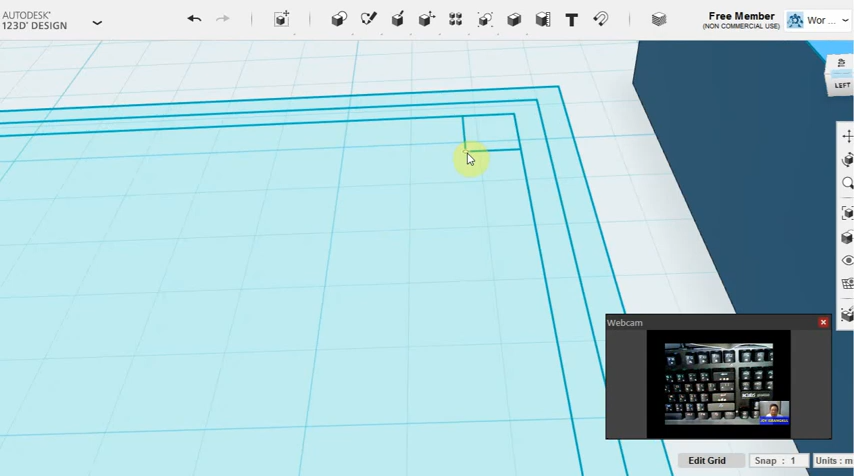 AUTODESK®
123D® DESIGN
Free Member
(NON COMMERCIAL USE)
Wor ...
LEFT
Webcam
Edit Grid
Snap : 1
Units : m